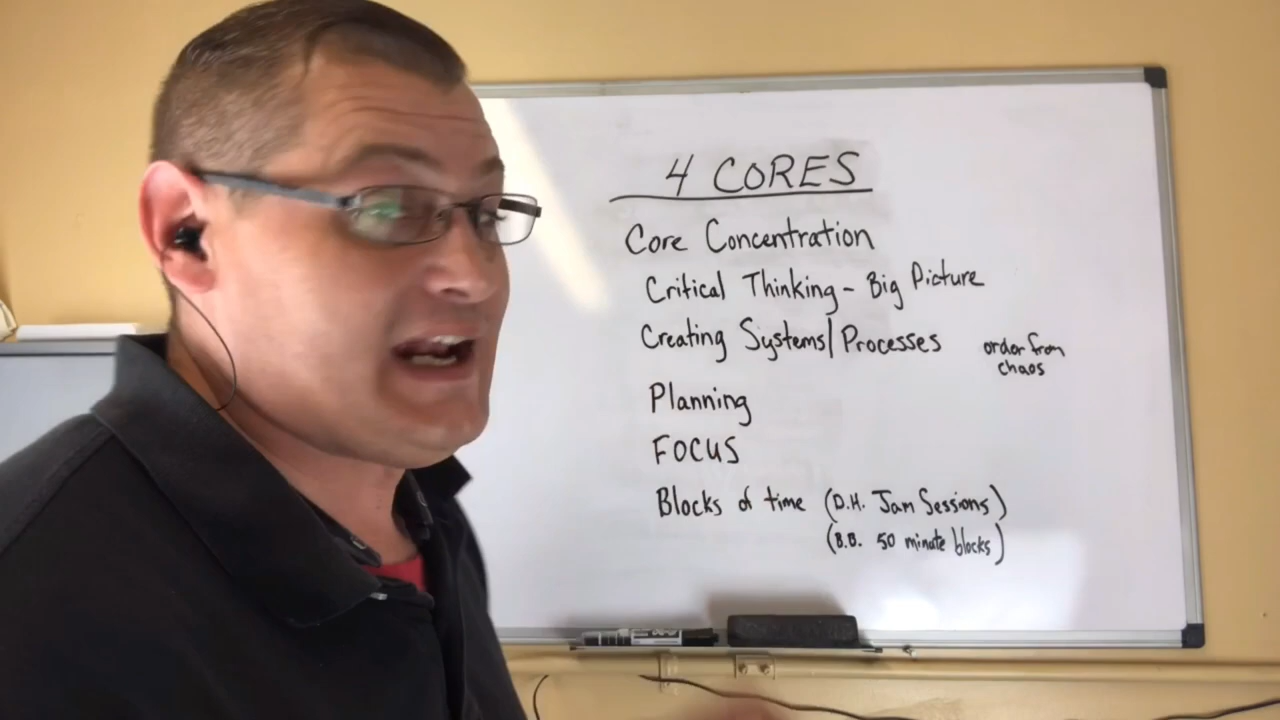 4 CORES
Core Concentration
Critical Thinking - Big Picture
Creating Systems/Processes order from chaos
Planning
FOCUS
Blocks of time (D.H. Jam Sessions)
(B.B. 50 minute blocks)
EXPO